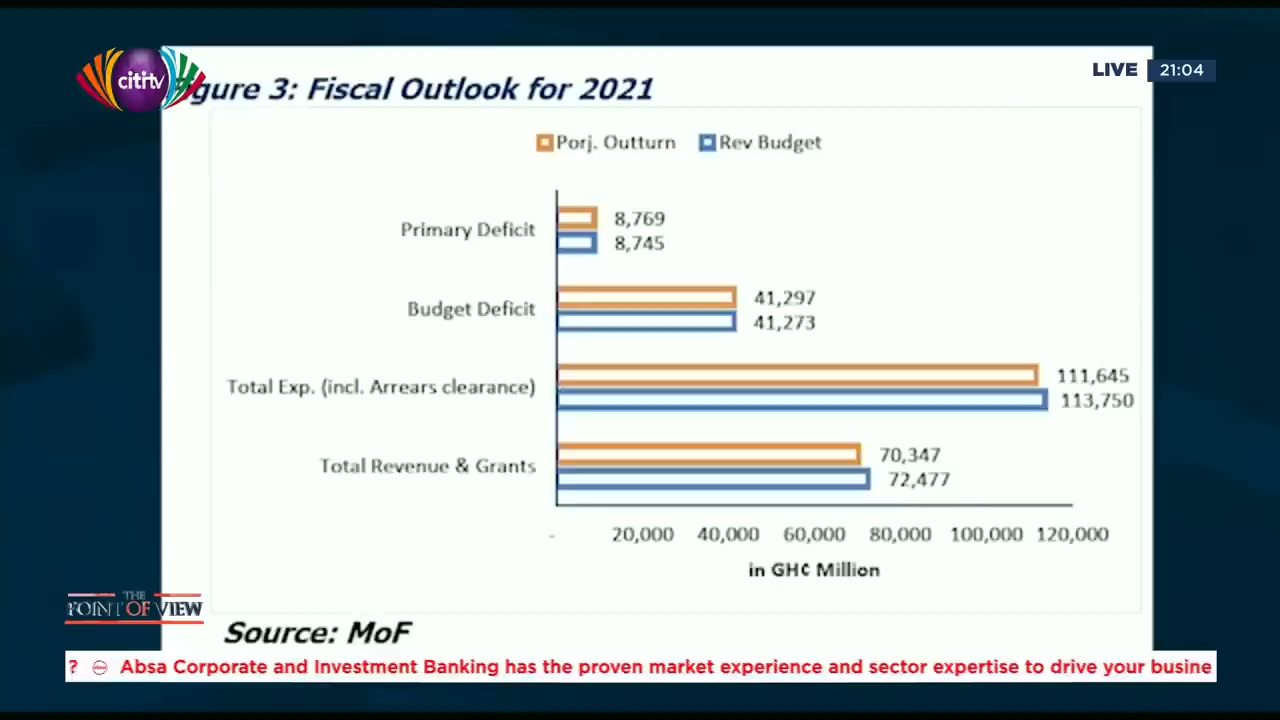 citi tv
LIVE 21:04
gure 3: Fiscal Outlook for 2021
Porj. Outturn Rev Budget
Primary Deficit 8,769
8,745
Budget Deficit 41,297
41,273
Total Exp. (incl. Arrears clearance) 111,645
113,750
Total Revenue & Grants 70,347
72,477
- 20,000 40,000 60,000 80,000 100,000 120,000
in GH¢ Million
THE
POINT OF VIEW
Source: MoF
? Absa Corporate and Investment Banking has the proven market experience and sector expertise to drive your busine